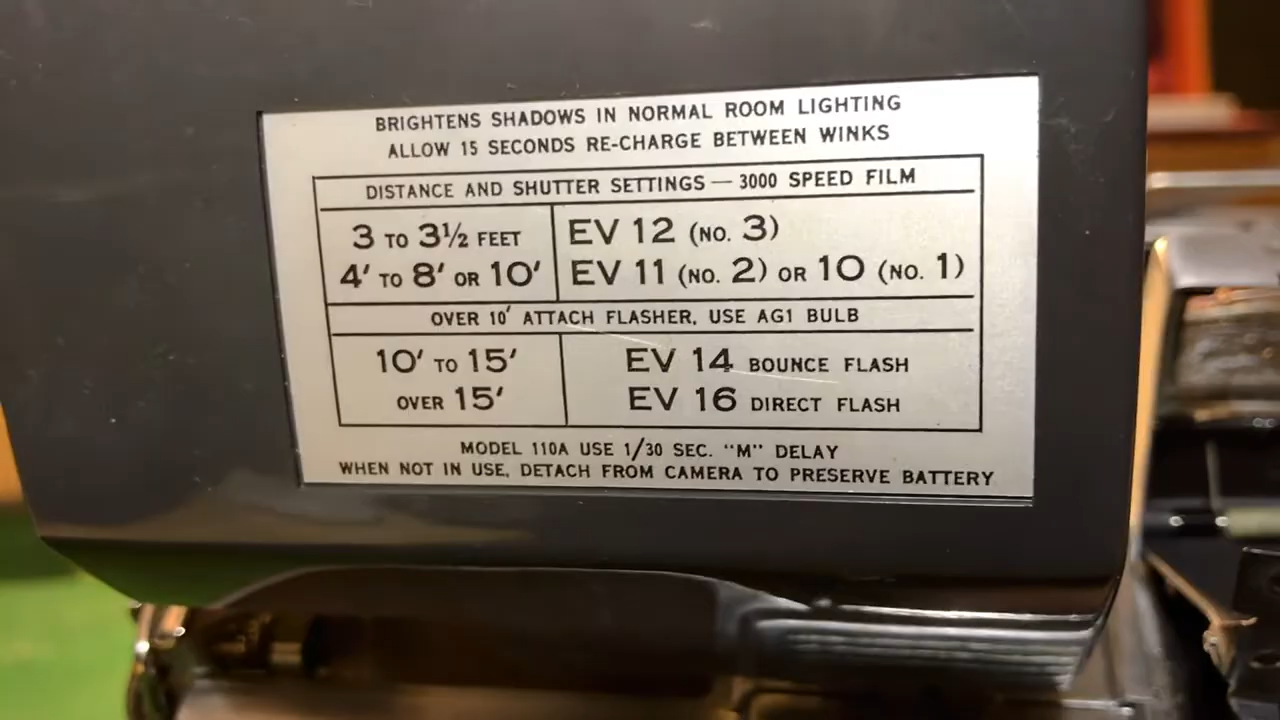 BRIGHTENS SHADOWS IN NORMAL ROOM LIGHTING
ALLOW 15 SECONDS RE-CHARGE BETWEEN WINKS
DISTANCE AND SHUTTER SETTINGS — 3000 SPEED FILM
3 TO 3½ FEET EV 12 (NO. 3)
4' TO 8' OR 10' EV 11 (NO. 2) OR 10 (NO. 1)
OVER 10' ATTACH FLASHER, USE AG1 BULB
10' TO 15' EV 14 BOUNCE FLASH
OVER 15' EV 16 DIRECT FLASH
MODEL 110A USE 1/30 SEC. "M" DELAY
WHEN NOT IN USE, DETACH FROM CAMERA TO PRESERVE BATTERY